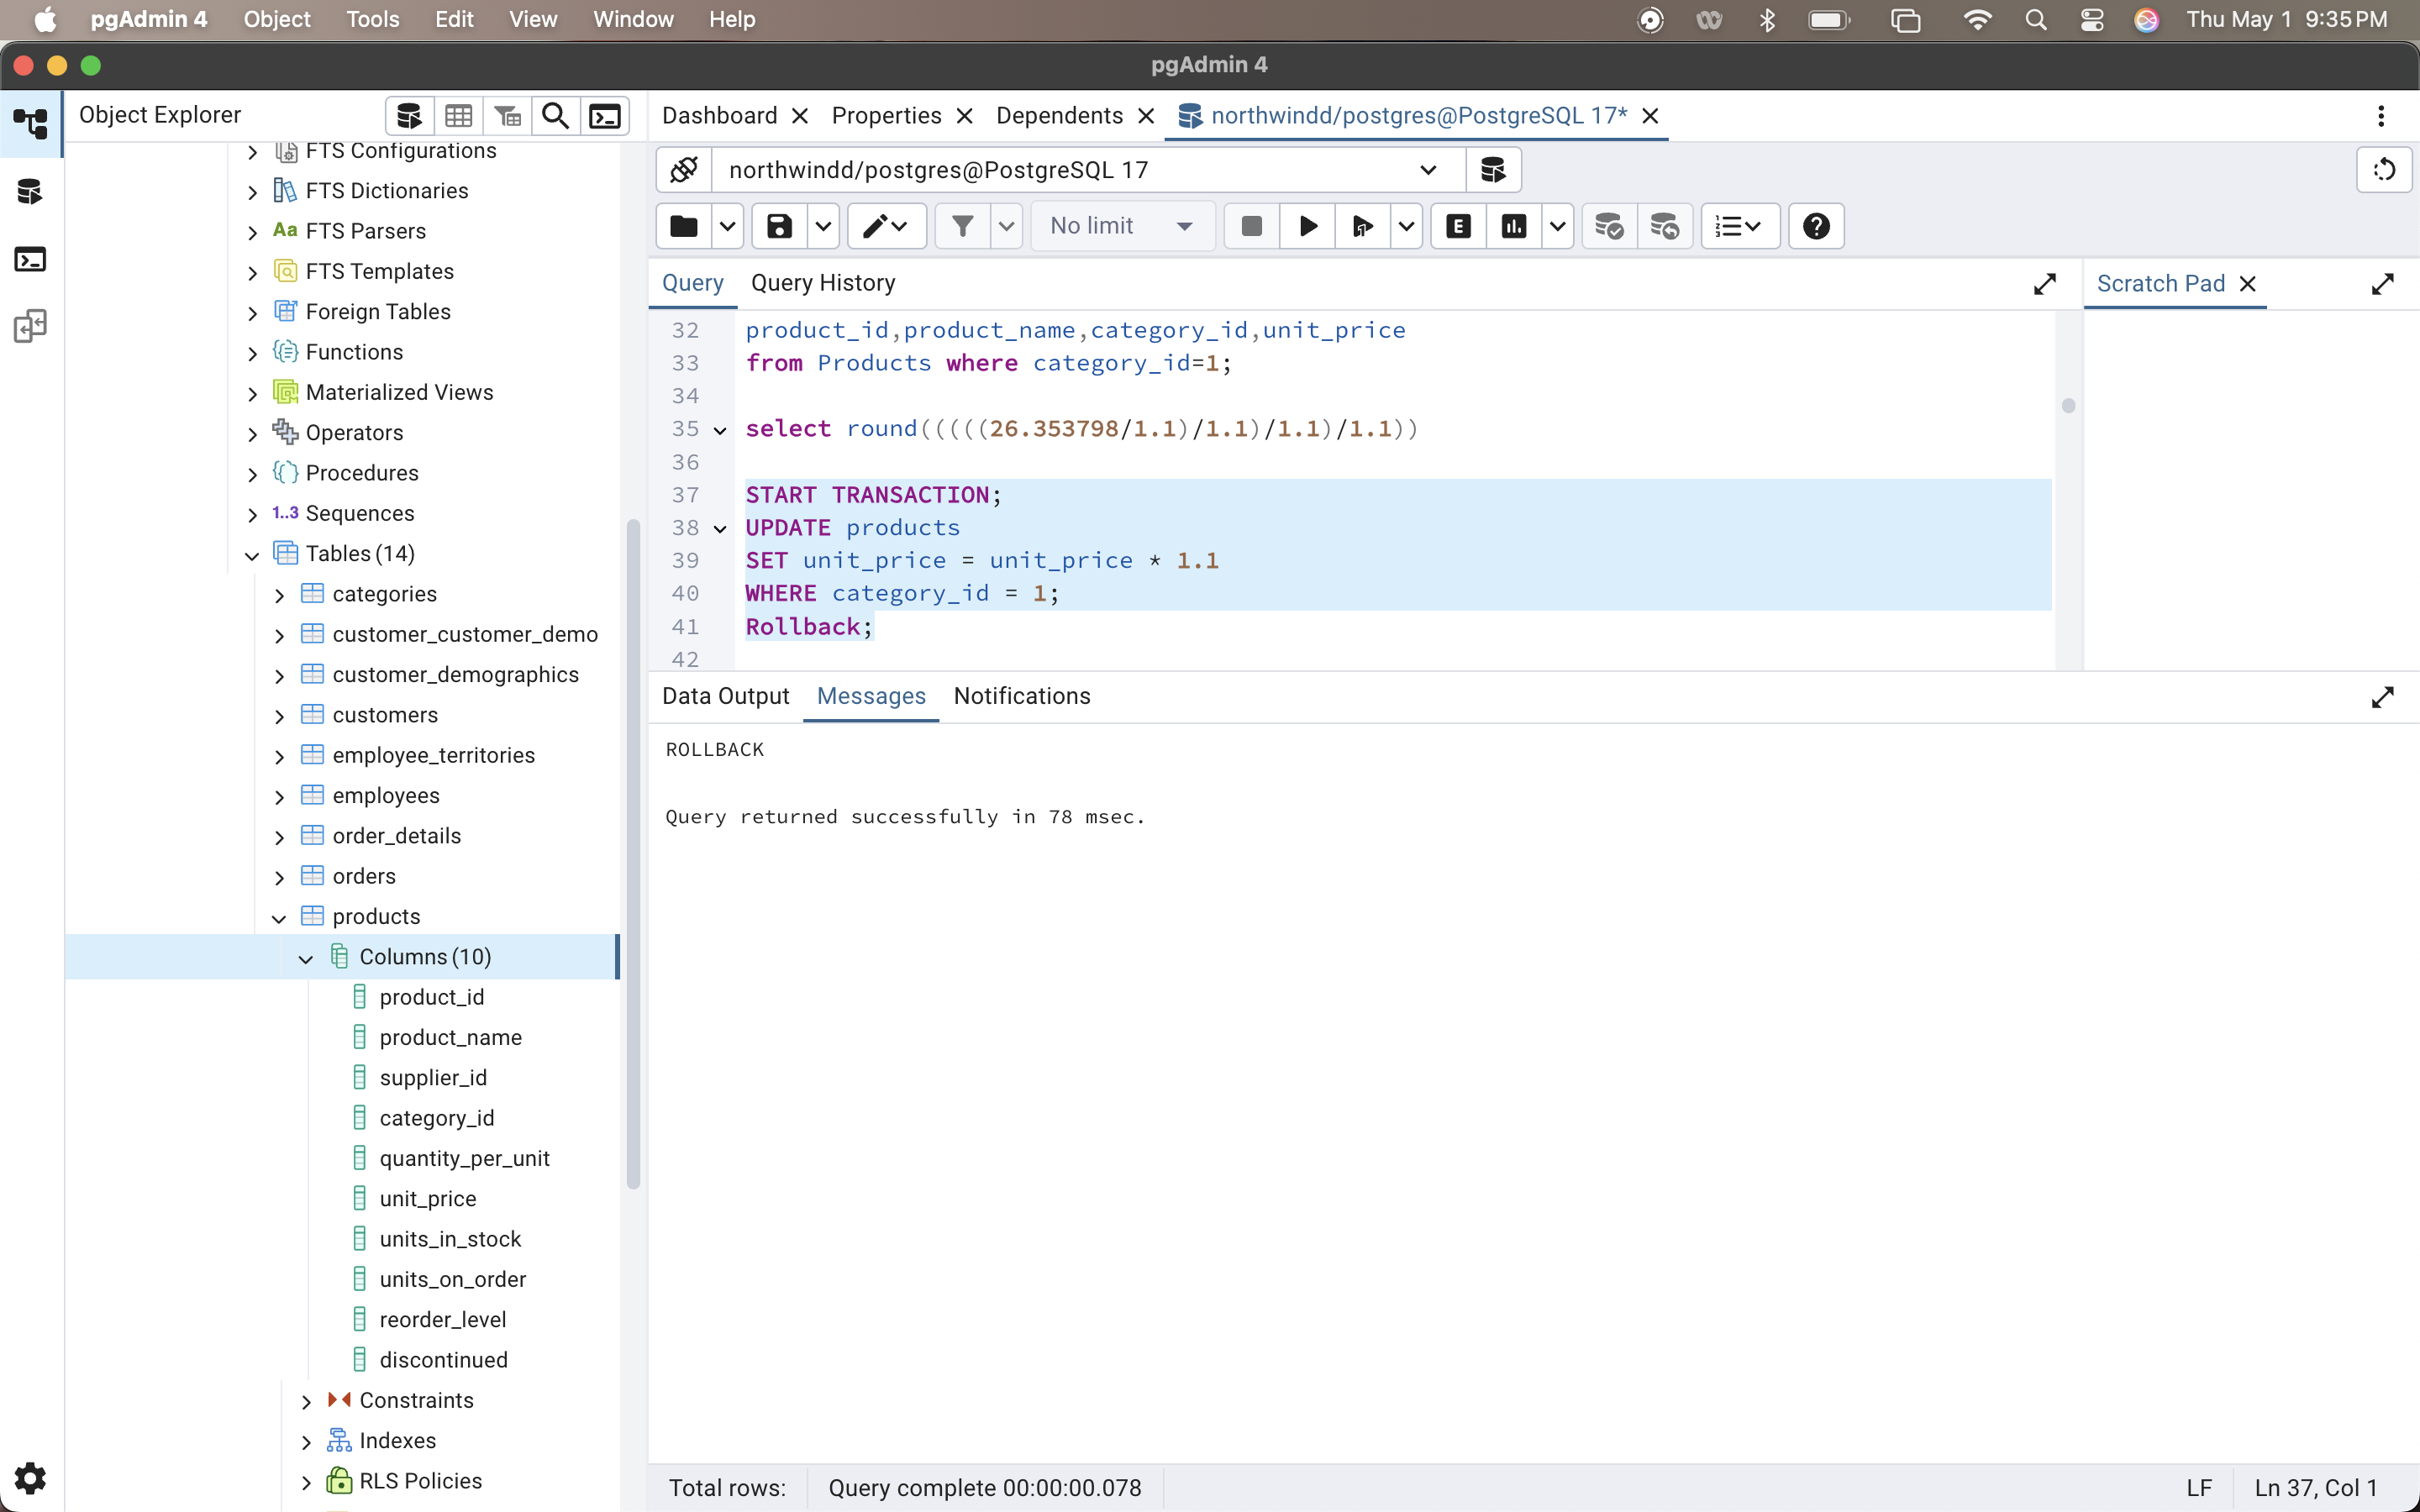 pgAdmin 4 Object Tools Edit View Window Help Thu May 1 9:35 PM
pgAdmin 4
Object Explorer
FTS Configurations
FTS Dictionaries
Aa FTS Parsers
FTS Templates
Foreign Tables
Functions
Materialized Views
Operators
Procedures
1..3 Sequences
Tables (14)
categories
customer_customer_demo
customer_demographics
customers
employee_territories
employees
order_details
orders
products
Columns (10)
product_id
product_name
supplier_id
category_id
quantity_per_unit
unit_price
units_in_stock
units_on_order
reorder_level
discontinued
Constraints
Indexes
RLS Policies
Dashboard Properties Dependents northwindd/postgres@PostgreSQL 17*
northwindd/postgres@PostgreSQL 17
No limit E
Query Query History Scratch Pad
32 product_id,product_name,category_id,unit_price
33 from Products where category_id=1;
34
35 select round(((((26.353798/1.1)/1.1)/1.1)/1.1))
36
37 START TRANSACTION;
38 UPDATE products
39 SET unit_price = unit_price * 1.1
40 WHERE category_id = 1;
41 Rollback;
42
Data Output Messages Notifications
ROLLBACK
Query returned successfully in 78 msec.
Total rows: Query complete 00:00:00.078 LF Ln 37, Col 1